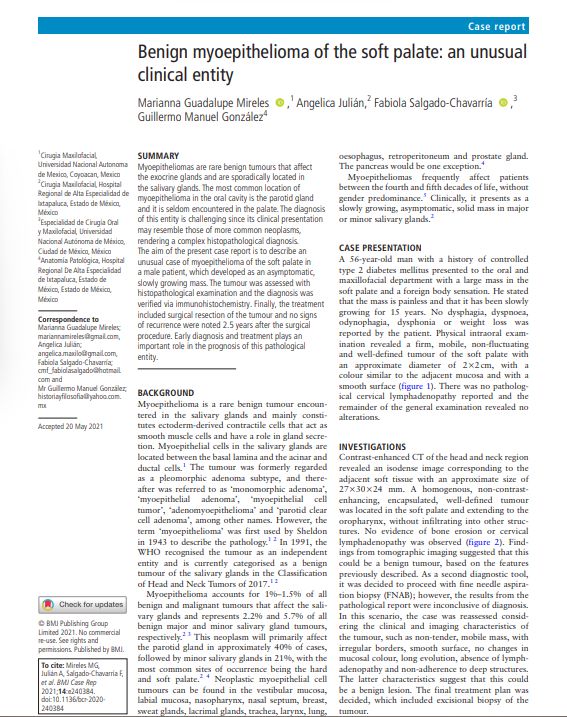 Case report
Benign myoepithelioma of the soft palate: an unusual
clinical entity
Marianna Guadalupe Mireles ,1 Angelica Julián,2 Fabiola Salgado-Chavarría ,3
Guillermo Manuel González4
1Cirugia Maxilofacial,
Universidad Nacional Autonoma
de Mexico, Coyoacan, Mexico
2Cirugia Maxilofacial, Hospital
Regional de Alta Especialidad de
Ixtapaluca, Estado de México,
México
3Especialidad de Cirugia Oral
y Maxilofacial, Universidad
Nacional Autónoma de México,
Ciudad de México, México
4Anatomía Patológica, Hospital
Regional De Alta Especialidad
de Ixtapaluca, Estado de
México, Estado de México,
México
Correspondence to
Marianna Guadalupe Mireles;
mariannamireles@gmail.com,
Angelica Julián;
angelica.maxilo@gmail.com,
Fabiola Salgado-Chavarría;
cmf_fabiolasalgado@hotmail.
com and
Mr Guillermo Manuel González;
historiayfilosofia@yahoo.com.
mx
Accepted 20 May 2021
Check for updates
© BMJ Publishing Group
Limited 2021. No commercial
re-use. See rights and
permissions. Published by BMJ.
To cite: Mireles MG,
Julián A, Salgado-Chavarría F,
et al. BMJ Case Rep
2021;14:e240384.
doi:10.1136/bcr-2020-
240384
SUMMARY
Myoepitheliomas are rare benign tumours that affect
the exocrine glands and are sporadically located in
the salivary glands. The most common location of
myoepithelioma in the oral cavity is the parotid gland
and it is seldom encountered in the palate. The diagnosis
of this entity is challenging since its clinical presentation
may resemble those of more common neoplasms,
rendering a complex histopathological diagnosis.
The aim of the present case report is to describe an
unusual case of myoepithelioma of the soft palate in
a male patient, which developed as an asymptomatic,
slowly growing mass. The tumour was assessed with
histopathological examination and the diagnosis was
verified via immunohistochemistry. Finally, the treatment
included surgical resection of the tumour and no signs
of recurrence were noted 2.5 years after the surgical
procedure. Early diagnosis and treatment plays an
important role in the prognosis of this pathological
entity.
BACKGROUND
Myoepithelioma is a rare benign tumour encoun-
tered in the salivary glands and mainly consti-
tutes ectoderm-derived contractile cells that act as
smooth muscle cells and have a role in gland secre-
tion. Myoepithelial cells in the salivary glands are
located between the basal lamina and the acinar and
ductal cells.1 The tumour was formerly regarded
as a pleomorphic adenoma subtype, and there-
after was referred to as 'monomorphic adenoma',
'myoepithelial adenoma', 'myoepithelial cell
tumor', 'adenomyoepithelioma' and 'parotid clear
cell adenoma', among other names. However, the
term 'myoepithelioma' was first used by Sheldon
in 1943 to describe the pathology.1 2 In 1991, the
WHO recognised the tumour as an independent
entity and is currently categorised as a benign
tumour of the salivary glands in the Classification
of Head and Neck Tumors of 2017.1 2
Myoepithelioma accounts for 1%–1.5% of all
benign and malignant tumours that affect the sali-
vary glands and represents 2.2% and 5.7% of all
benign major and minor salivary gland tumours,
respectively.2 3 This neoplasm will primarily affect
the parotid gland in approximately 40% of cases,
followed by minor salivary glands in 21%, with the
most common sites of occurrence being the hard
and soft palate.2 4 Neoplastic myoepithelial cell
tumours can be found in the vestibular mucosa,
labial mucosa, nasopharynx, nasal septum, breast,
sweat glands, lacrimal glands, trachea, larynx, lung,
oesophagus, retroperitoneum and prostate gland.
The pancreas would be one exception.4
Myoepitheliomas frequently affect patients
between the fourth and fifth decades of life, without
gender predominance.5 Clinically, it presents as a
slowly growing, asymptomatic, solid mass in major
or minor salivary glands.2
CASE PRESENTATION
A 56-year-old man with a history of controlled
type 2 diabetes mellitus presented to the oral and
maxillofacial department with a large mass in the
soft palate and a foreign body sensation. He stated
that the mass is painless and that it has been slowly
growing for 15 years. No dysphagia, dyspnoea,
odynophagia, dysphonia or weight loss was
reported by the patient. Physical intraoral exam-
ination revealed a firm, mobile, non-fluctuating
and well-defined tumour of the soft palate with
an approximate diameter of 2×2 cm, with a
colour similar to the adjacent mucosa and with a
smooth surface (figure 1). There was no patholog-
ical cervical lymphadenopathy reported and the
remainder of the general examination revealed no
alterations.
INVESTIGATIONS
Contrast-enhanced CT of the head and neck region
revealed an isodense image corresponding to the
adjacent soft tissue with an approximate size of
27×30×24 mm. A homogenous, non-contrast-
enhancing, encapsulated, well-defined tumour
was located in the soft palate and extending to the
oropharynx, without infiltrating into other struc-
tures. No evidence of bone erosion or cervical
lymphadenopathy was observed (figure 2). Find-
ings from tomographic imaging suggested that this
could be a benign tumour, based on the features
previously described. As a second diagnostic tool,
it was decided to proceed with fine needle aspira-
tion biopsy (FNAB); however, the results from the
pathological report were inconclusive of diagnosis.
In this scenario, the case was reassessed consid-
ering the clinical and imaging characteristics of
the tumour, such as non-tender, mobile mass, with
irregular borders, smooth surface, no changes in
mucosal colour, long evolution, absence of lymph-
adenopathy and non-adherence to deep structures.
The latter characteristics suggest that this could
be a benign lesion. The final treatment plan was
decided, which included excisional biopsy of the
tumour.